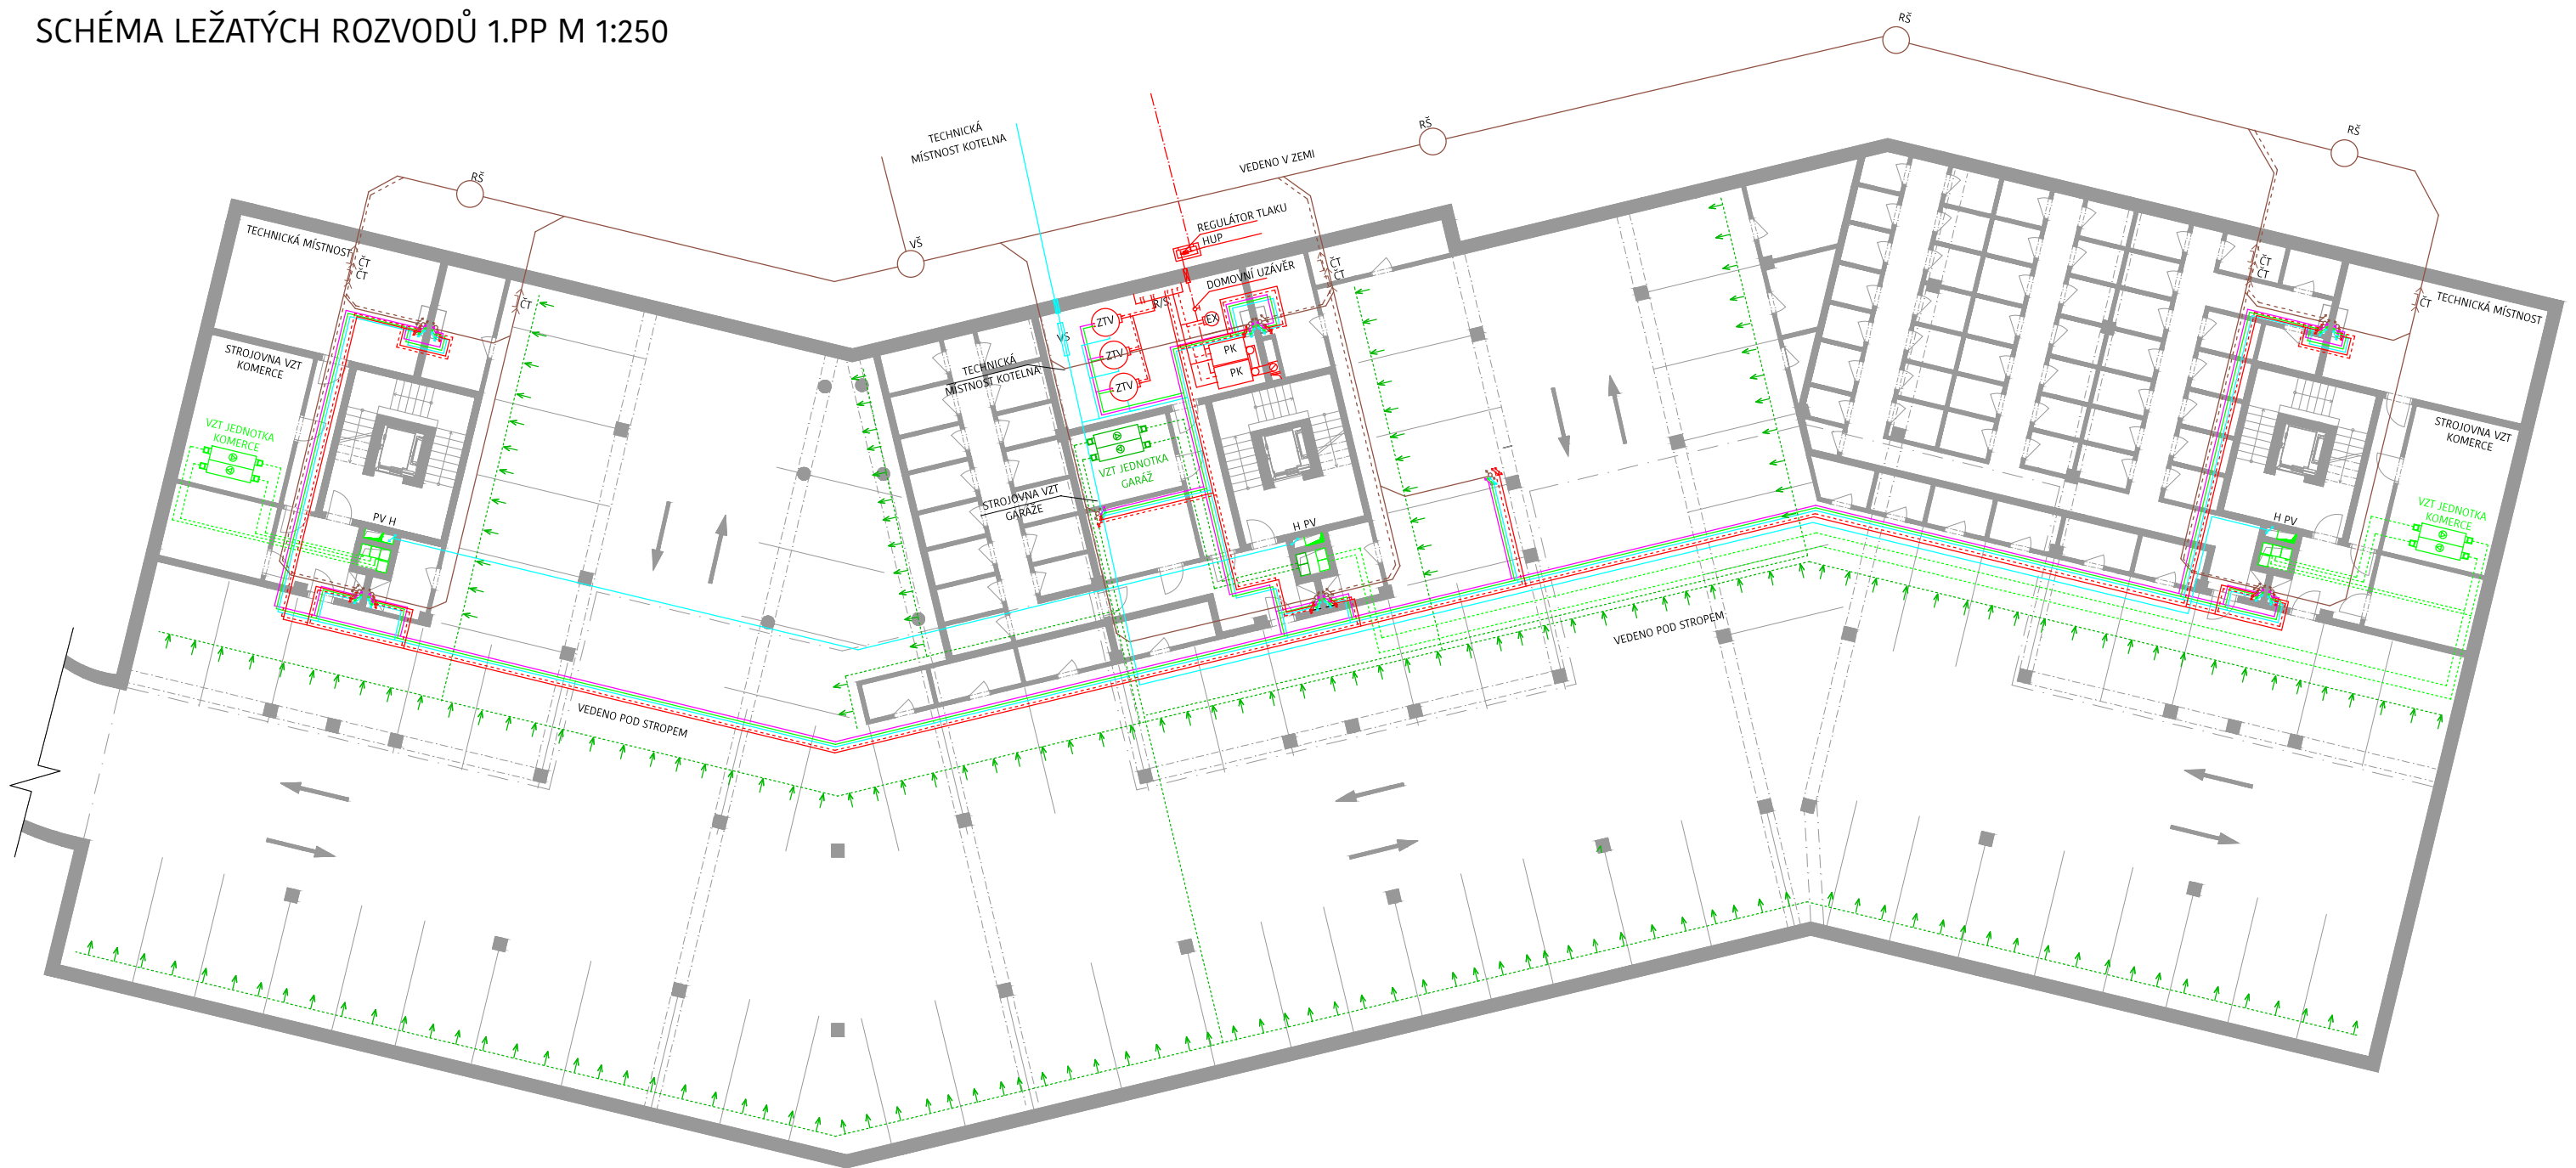 SCHÉMA LEŽATÝCH ROZVODŮ 1.PP M 1:250
RŠ
RŠ
RŠ
RŠ
TECHNICKÁ
MÍSTNOST KOTELNA
VEDENO V ZEMI
VŠ
REGULÁTOR TLAKU
HUP
DOMOVNÍ UZÁVĚR
R/S
TECHNICKÁ MÍSTNOST
ČT
ČT
ČT
STROJOVNA VZT
KOMERCE
VZT JEDNOTKA
KOMERCE
PV H
VŠ
ZTV
ZTV
ZTV
EX
PK
PK
ČT
ČT
TECHNICKÁ
MÍSTNOST KOTELNA
VZT JEDNOTKA
GARÁŽ
STROJOVNA VZT
GARÁŽE
H PV
ČT
ČT
ČT
TECHNICKÁ MÍSTNOST
STROJOVNA VZT
KOMERCE
VZT JEDNOTKA
KOMERCE
H PV
VEDENO POD STROPEM
VEDENO POD STROPEM